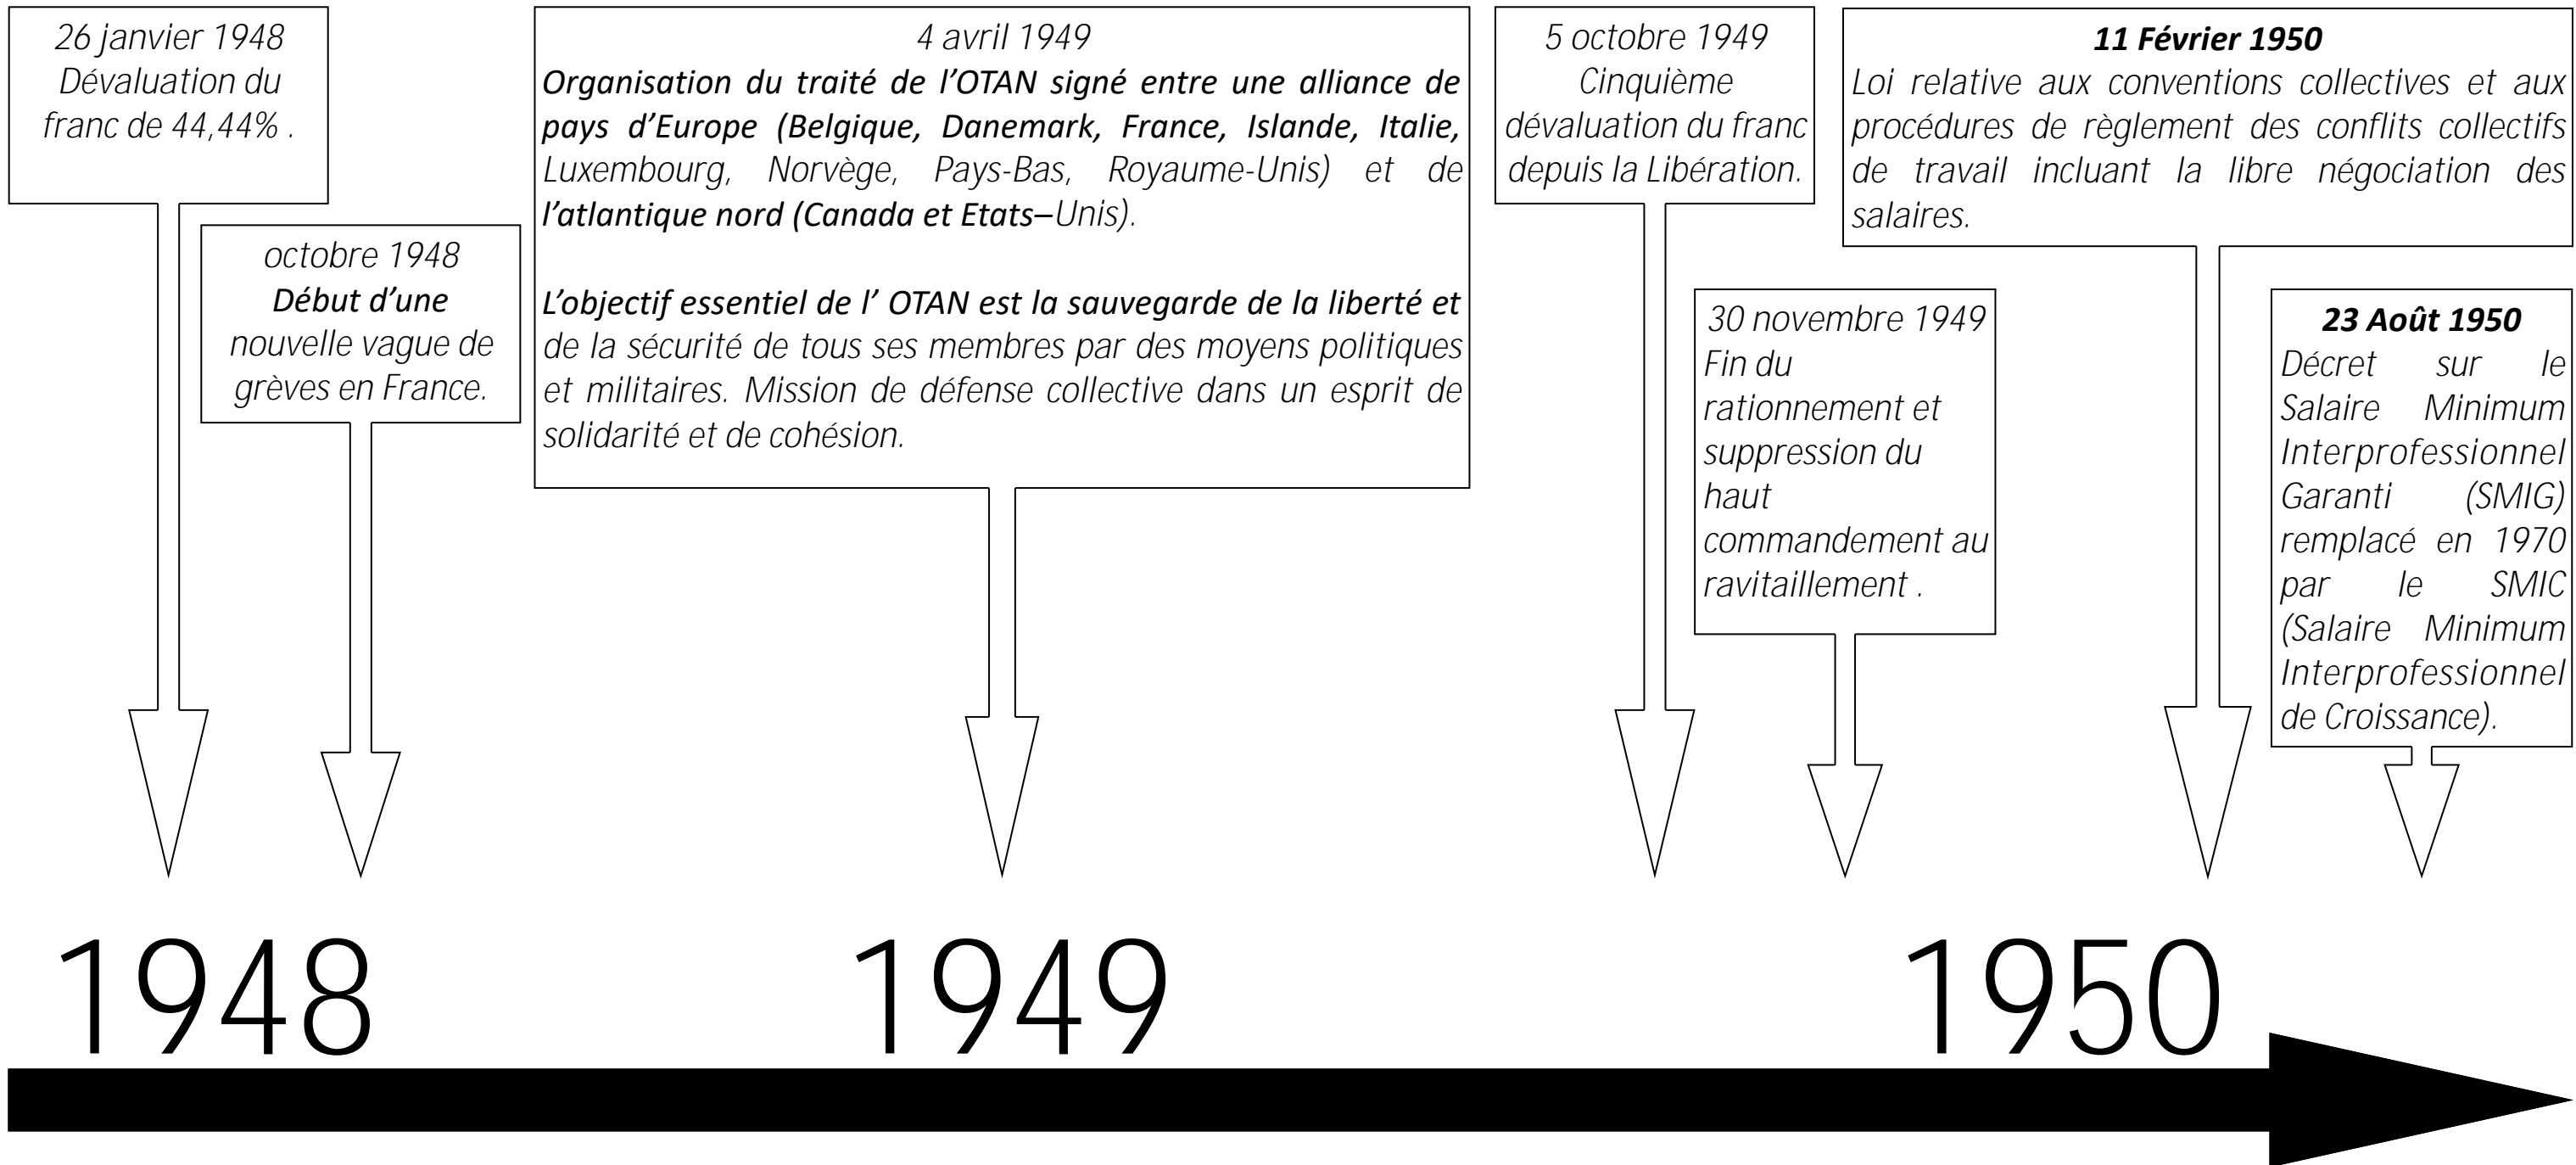 26 janvier 1948
Dévaluation du
franc de 44,44% .
octobre 1948
Début d’une
nouvelle vague de
grèves en France.
4 avril 1949
Organisation du traité de l’OTAN signé entre une alliance de
pays d’Europe (Belgique, Danemark, France, Islande, Italie,
Luxembourg, Norvège, Pays-Bas, Royaume-Unis) et de
l’atlantique nord (Canada et Etats–Unis).
L’objectif essentiel de l’ OTAN est la sauvegarde de la liberté et
de la sécurité de tous ses membres par des moyens politiques
et militaires. Mission de défense collective dans un esprit de
solidarité et de cohésion.
5 octobre 1949
Cinquième
dévaluation du franc
depuis la Libération.
30 novembre 1949
Fin du
rationnement et
suppression du
haut
commandement au
ravitaillement .
11 Février 1950
Loi relative aux conventions collectives et aux
procédures de règlement des conflits collectifs
de travail incluant la libre négociation des
salaires.
23 Août 1950
Décret sur le
Salaire Minimum
Interprofessionnel
Garanti (SMIG)
remplacé en 1970
par le SMIC
(Salaire Minimum
Interprofessionnel
de Croissance).
1948
1949
1950